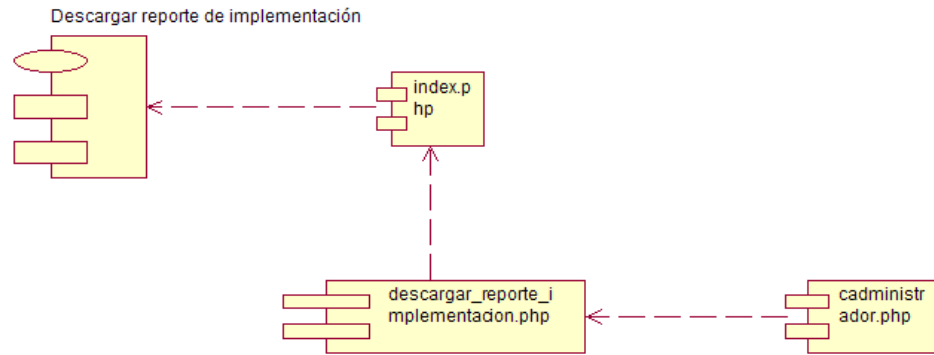 Descargar reporte de implementación
index.p
hp
descargar_reporte_i
mplementacion.php
cadministr
ador.php